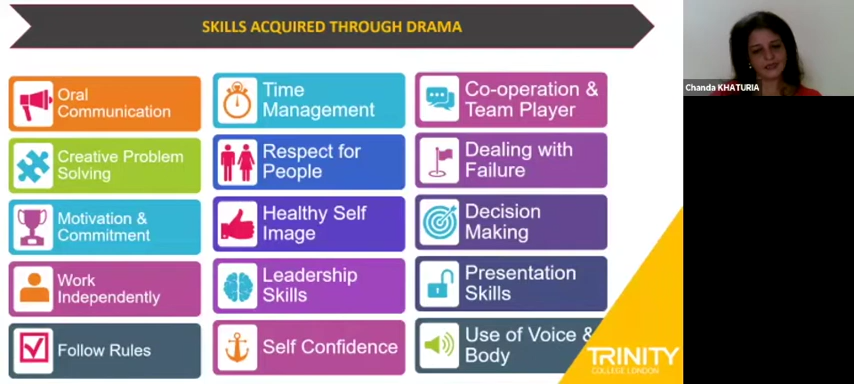 SKILLS ACQUIRED THROUGH DRAMA
Oral
Communication
Creative Problem
Solving
Motivation &
Commitment
Work
Independently
Follow Rules
Time
Management
Respect for
People
Healthy Self
Image
Leadership
Skills
Self Confidence
Co-operation &
Team Player
Dealing with
Failure
Decision
Making
Presentation
Skills
Use of Voice &
Body
TRINITY
COLLEGE LONDON
Chanda KHATURIA